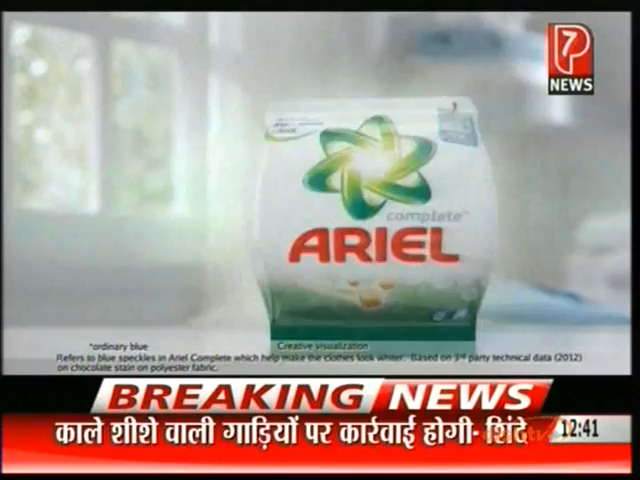 7
NEWS
complete™
ARIEL
*ordinary blue
Creative visualization
Refers to blue speckles in Ariel Complete which help make the clothes look whiter. Based on 3rd party technical data (2012)
on chocolate stain on polyester fabric.
BREAKING NEWS
काले शीशे वाली गाड़ियों पर कार्रवाई होगी- शिंदे
12:41